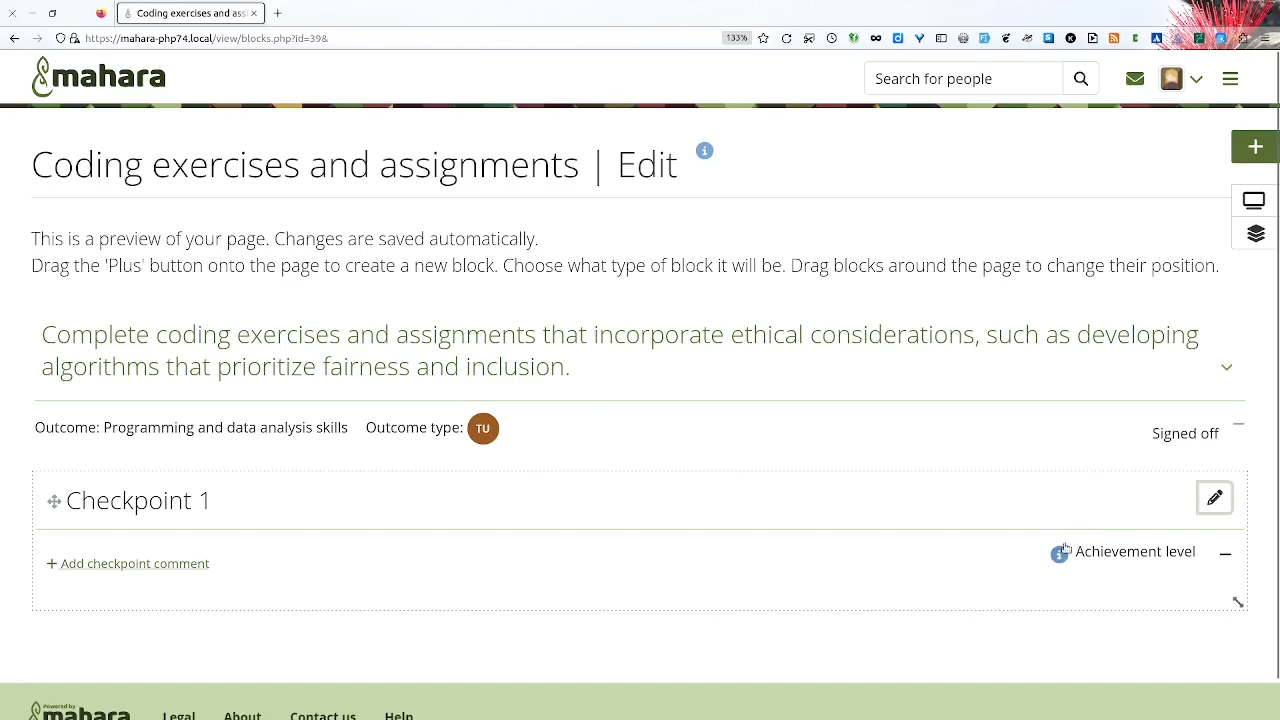 Coding exercises and ass
https://mahara-php74.local/view/blocks.php?id=39&
133%
mahara
Search for people
Coding exercises and assignments | Edit
This is a preview of your page. Changes are saved automatically.
Drag the 'Plus' button onto the page to create a new block. Choose what type of block it will be. Drag blocks around the page to change their position.
Complete coding exercises and assignments that incorporate ethical considerations, such as developing
algorithms that prioritize fairness and inclusion.
Outcome: Programming and data analysis skills Outcome type: TU
Signed off
Checkpoint 1
Achievement level
+ Add checkpoint comment
Powered by
mahara
Legal About Contact us Help